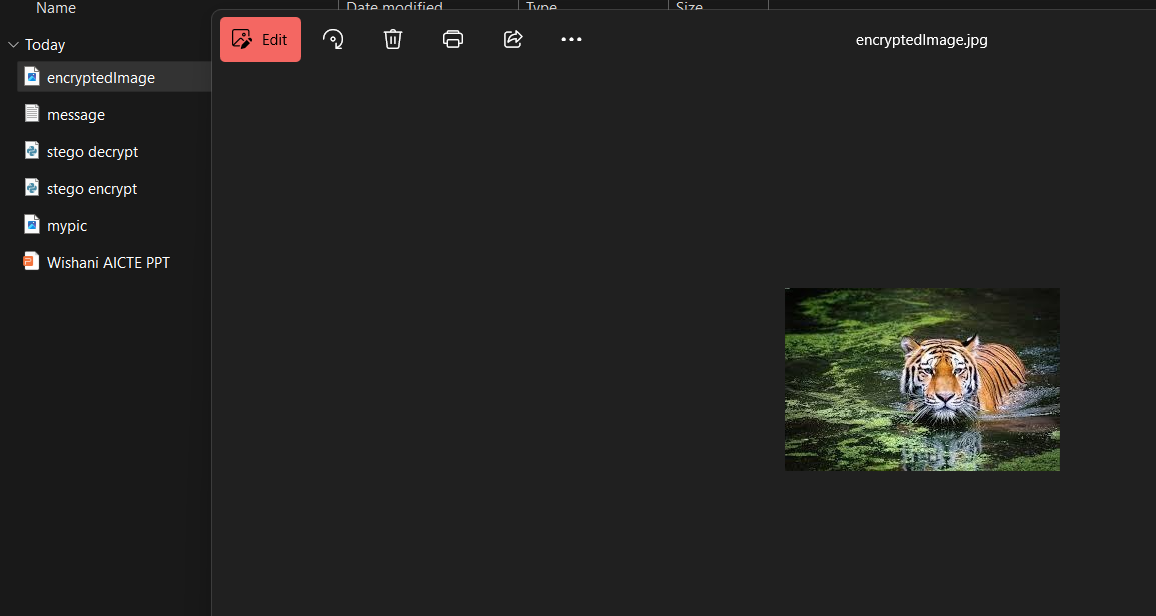 Name Date modified Type Size
Edit encryptedImage.jpg
Today
encryptedImage
message
stego decrypt
stego encrypt
mypic
Wishani AICTE PPT